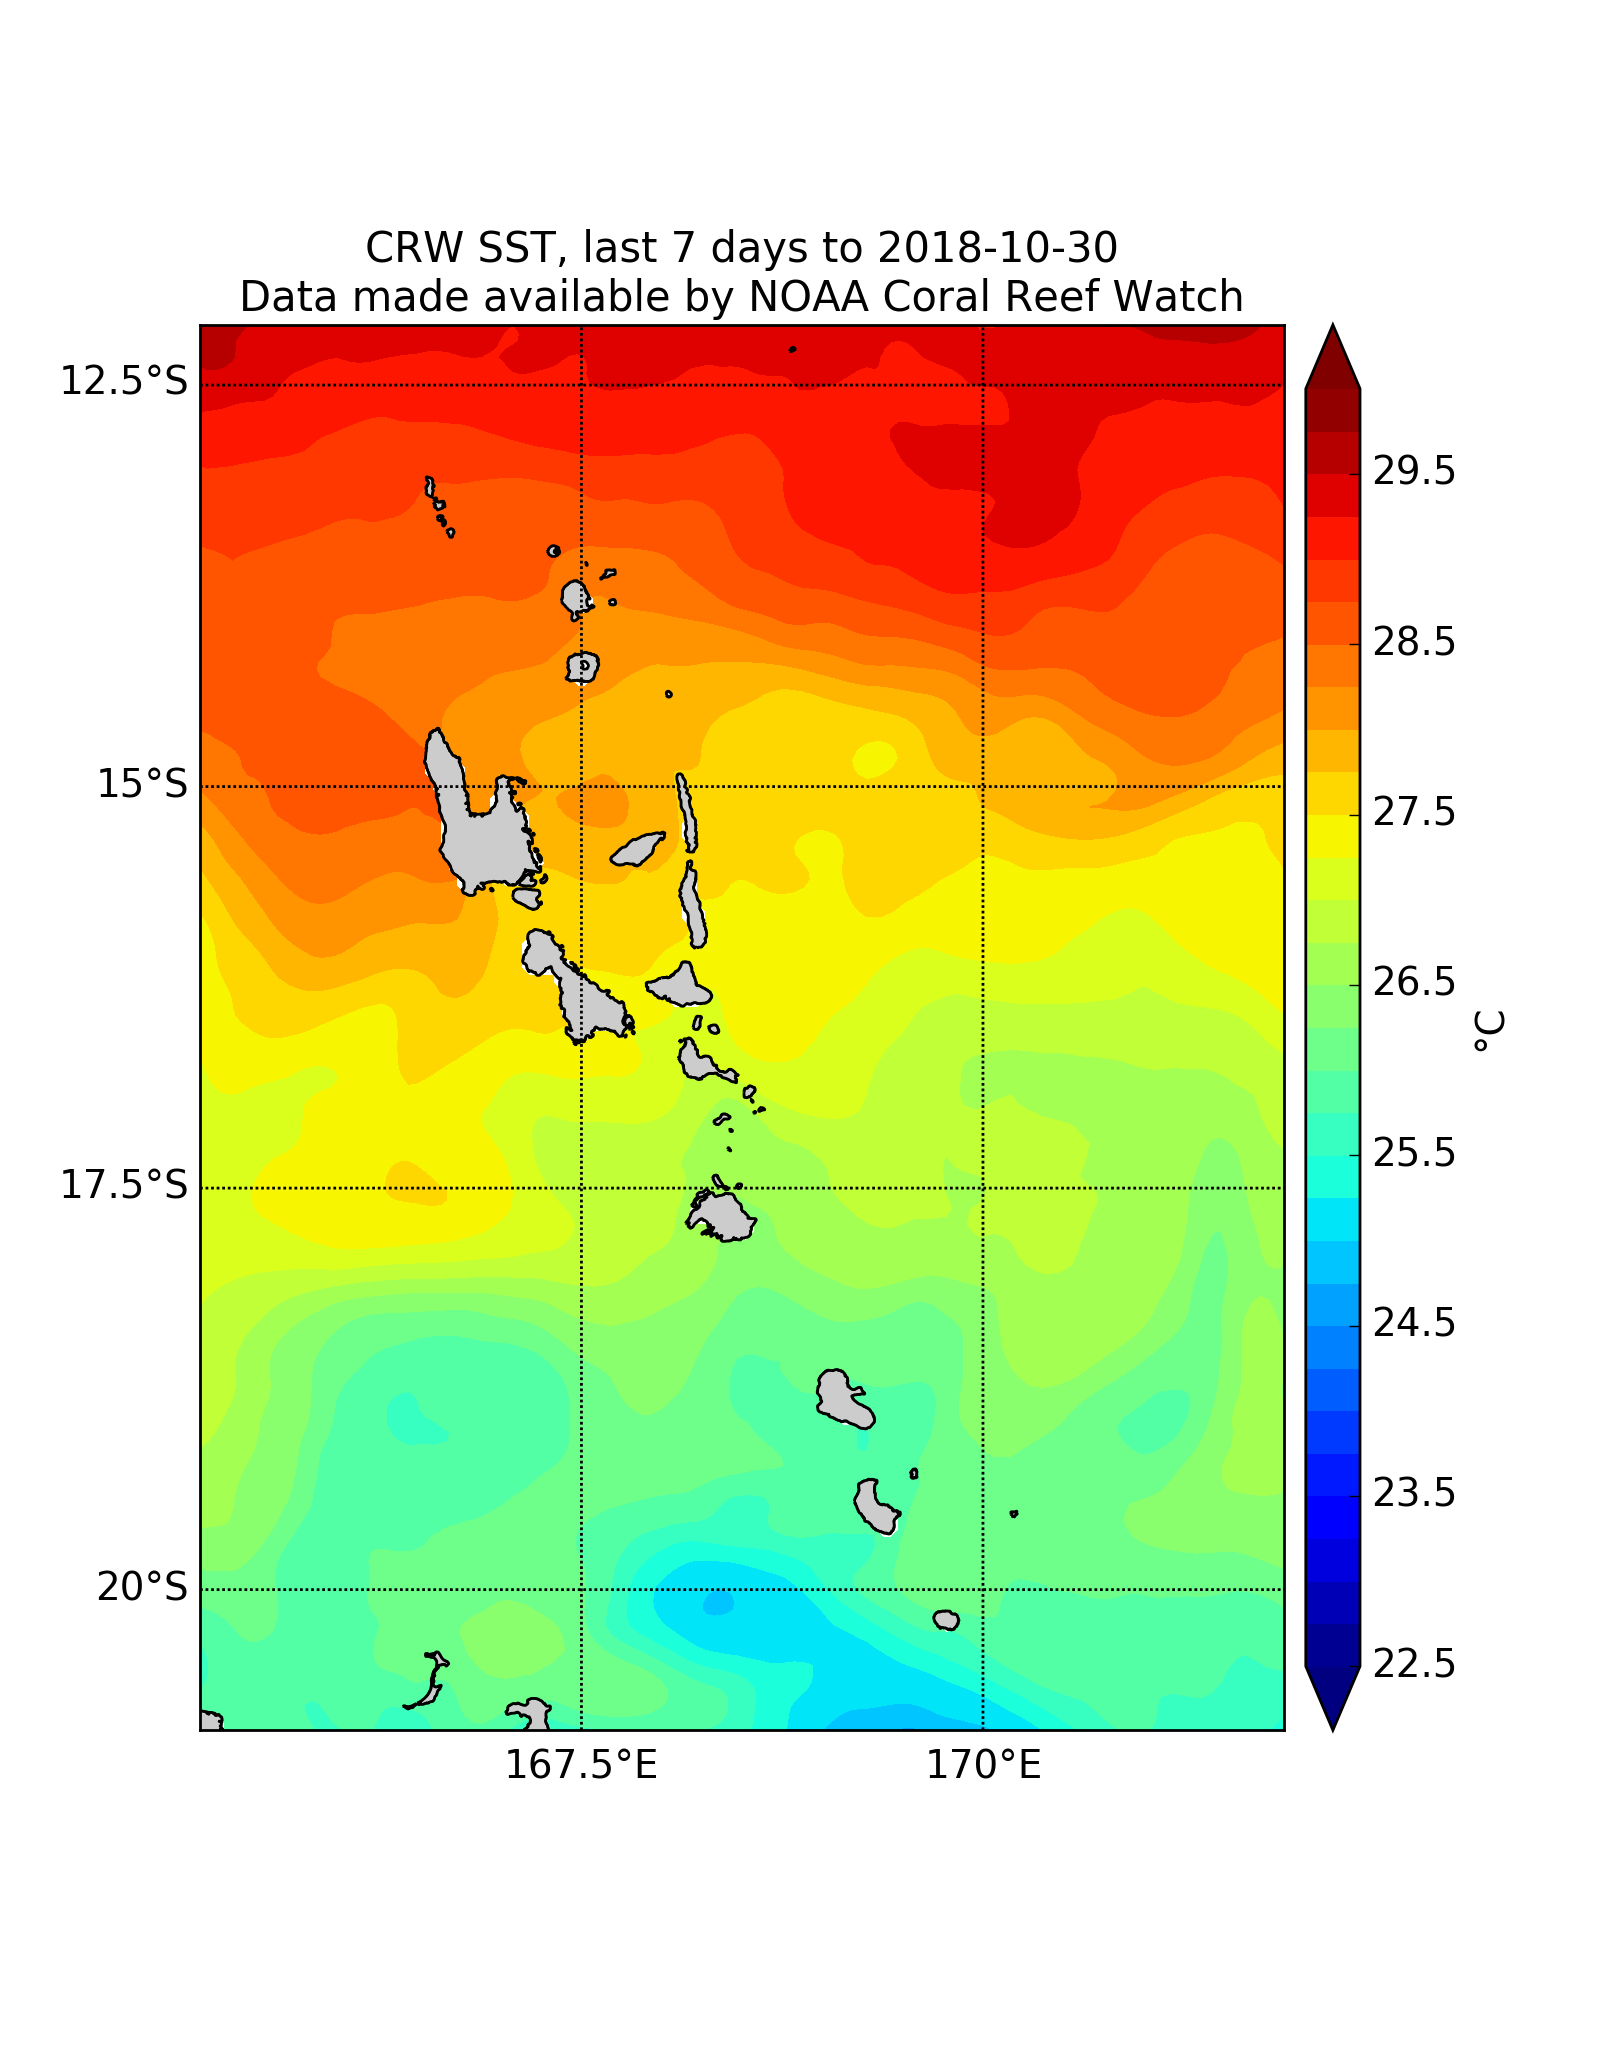 CRW SST, last 7 days to 2018-10-30
Data made available by NOAA Coral Reef Watch
12.5°S
15°S
17.5°S
20°S
167.5°E
170°E
29.5
28.5
27.5
26.5
25.5
24.5
23.5
22.5
°C